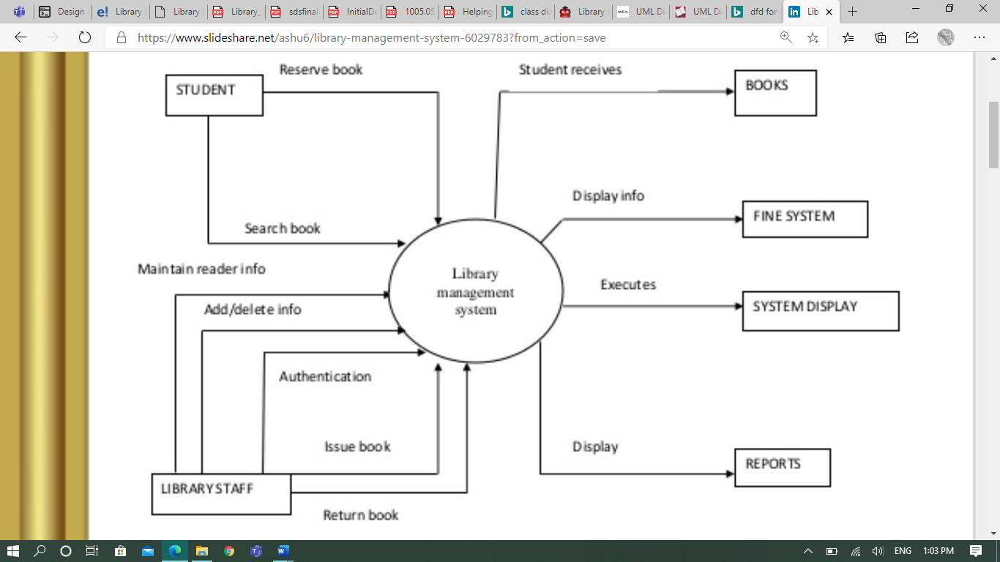 Design
Library
Library
Library_
sdsfinal
InitialDe
1005.05
Helping
class dia
Library
UML Di
UML Di
dfd for
Lib
https://www.slideshare.net/ashu6/library-management-system-6029783?from_action=save
Reserve book
Student receives
STUDENT
BOOKS
Display info
FINE SYSTEM
Search book
Maintain reader info
Library
management
system
Executes
Add/delete info
SYSTEM DISPLAY
Authentication
Issue book
Display
REPORTS
LIBRARY STAFF
Return book
ENG
1:03 PM